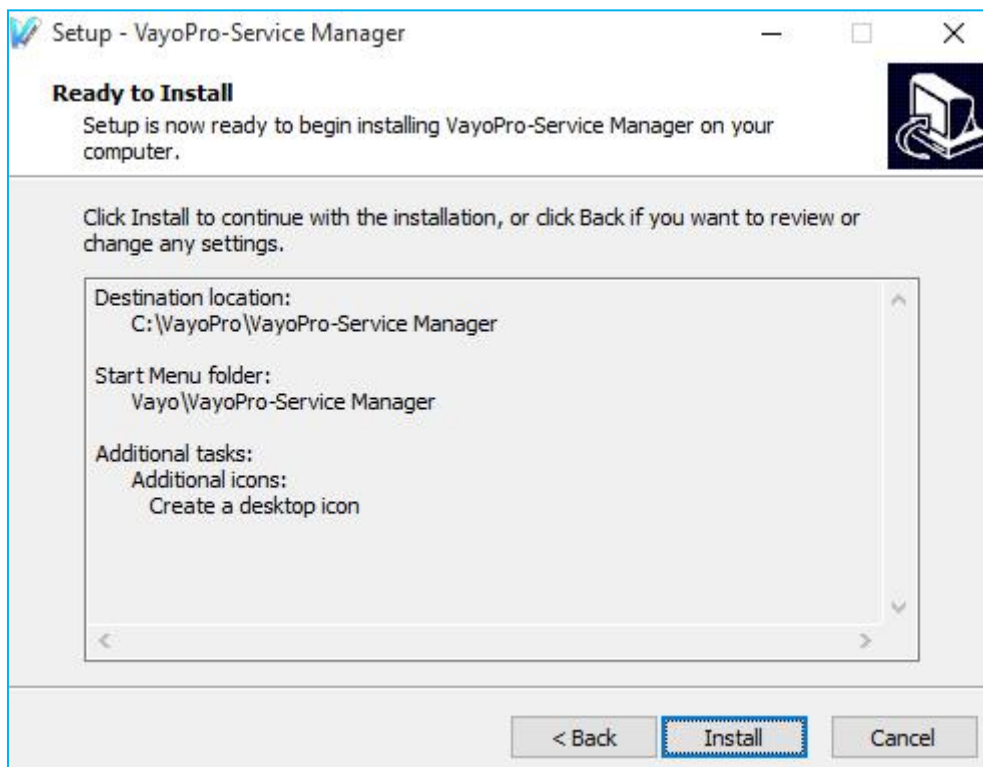 Setup - VayoPro-Service Manager
Ready to Install
Setup is now ready to begin installing VayoPro-Service Manager on your
computer.
Click Install to continue with the installation, or click Back if you want to review or
change any settings.
Destination location:
C:\VayoPro\VayoPro-Service Manager
Start Menu folder:
Vayo\VayoPro-Service Manager
Additional tasks:
Additional icons:
Create a desktop icon
< Back
Install
Cancel